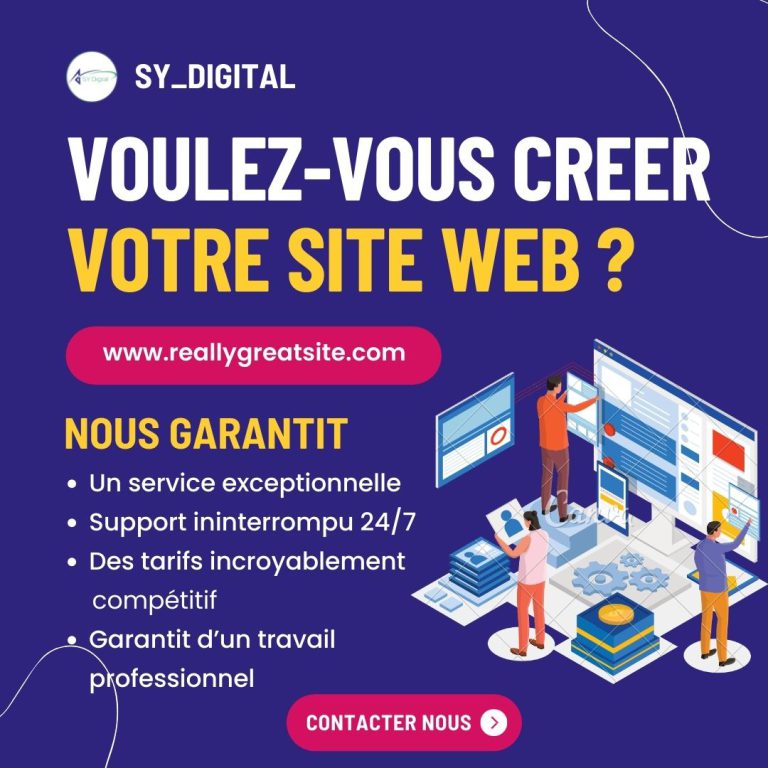 SY Digital
SY_DIGITAL
VOULEZ-VOUS CREER
VOTRE SITE WEB ?
www.reallygreatsite.com
NOUS GARANTIT
• Un service exceptionnelle
• Support ininterrompu 24/7
• Des tarifs incroyablement
compétitif
• Garantit d’un travail
professionnel
Canva
CONTACTER NOUS